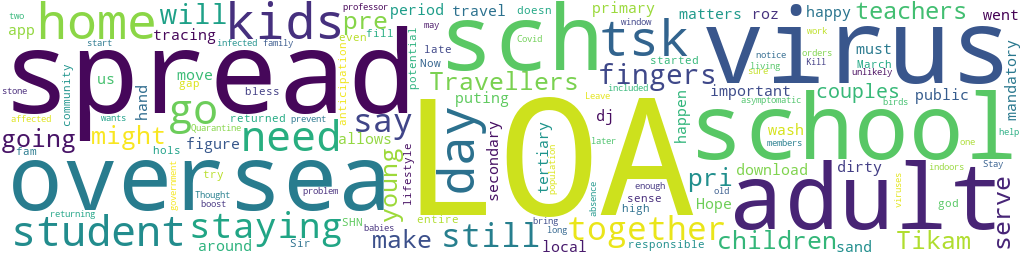 home
kids
will
tracing
app
two
professor
period
travel
doesn
primary
matters
roz
happy
teachers
went
pre
fill
may
even
window
work
spread
sch
tsk
virus
start
infected
family
Covid
community
us
move
gap
bless
hand
stone
affected
go
might
need
going
say
figure
allows
anticipatione
potential
late
Now
started
Travellers
puting
fingers
included
Leave
happen
important
couples
public
must
March
unlikely
notice
living
sure
orders
Kill
asymptomatic
birds
mandatory
help
one
oversea
LOA
day
school
adult
fam
wants
Quarantine
returned
prevent
hols
government
try
Thought
boost
problem
young
lifestyle
secondary
tertiary
dj
population
absence
later
enough
sense
high
old
pri
wash
members
download
dirty
Hope
viruses
indoors
Stay
god
serve
student
staying
returning
around
Sir
SHN
babies
make
entire
still
local
bring
long
together
responsible
children
sand
Tikam